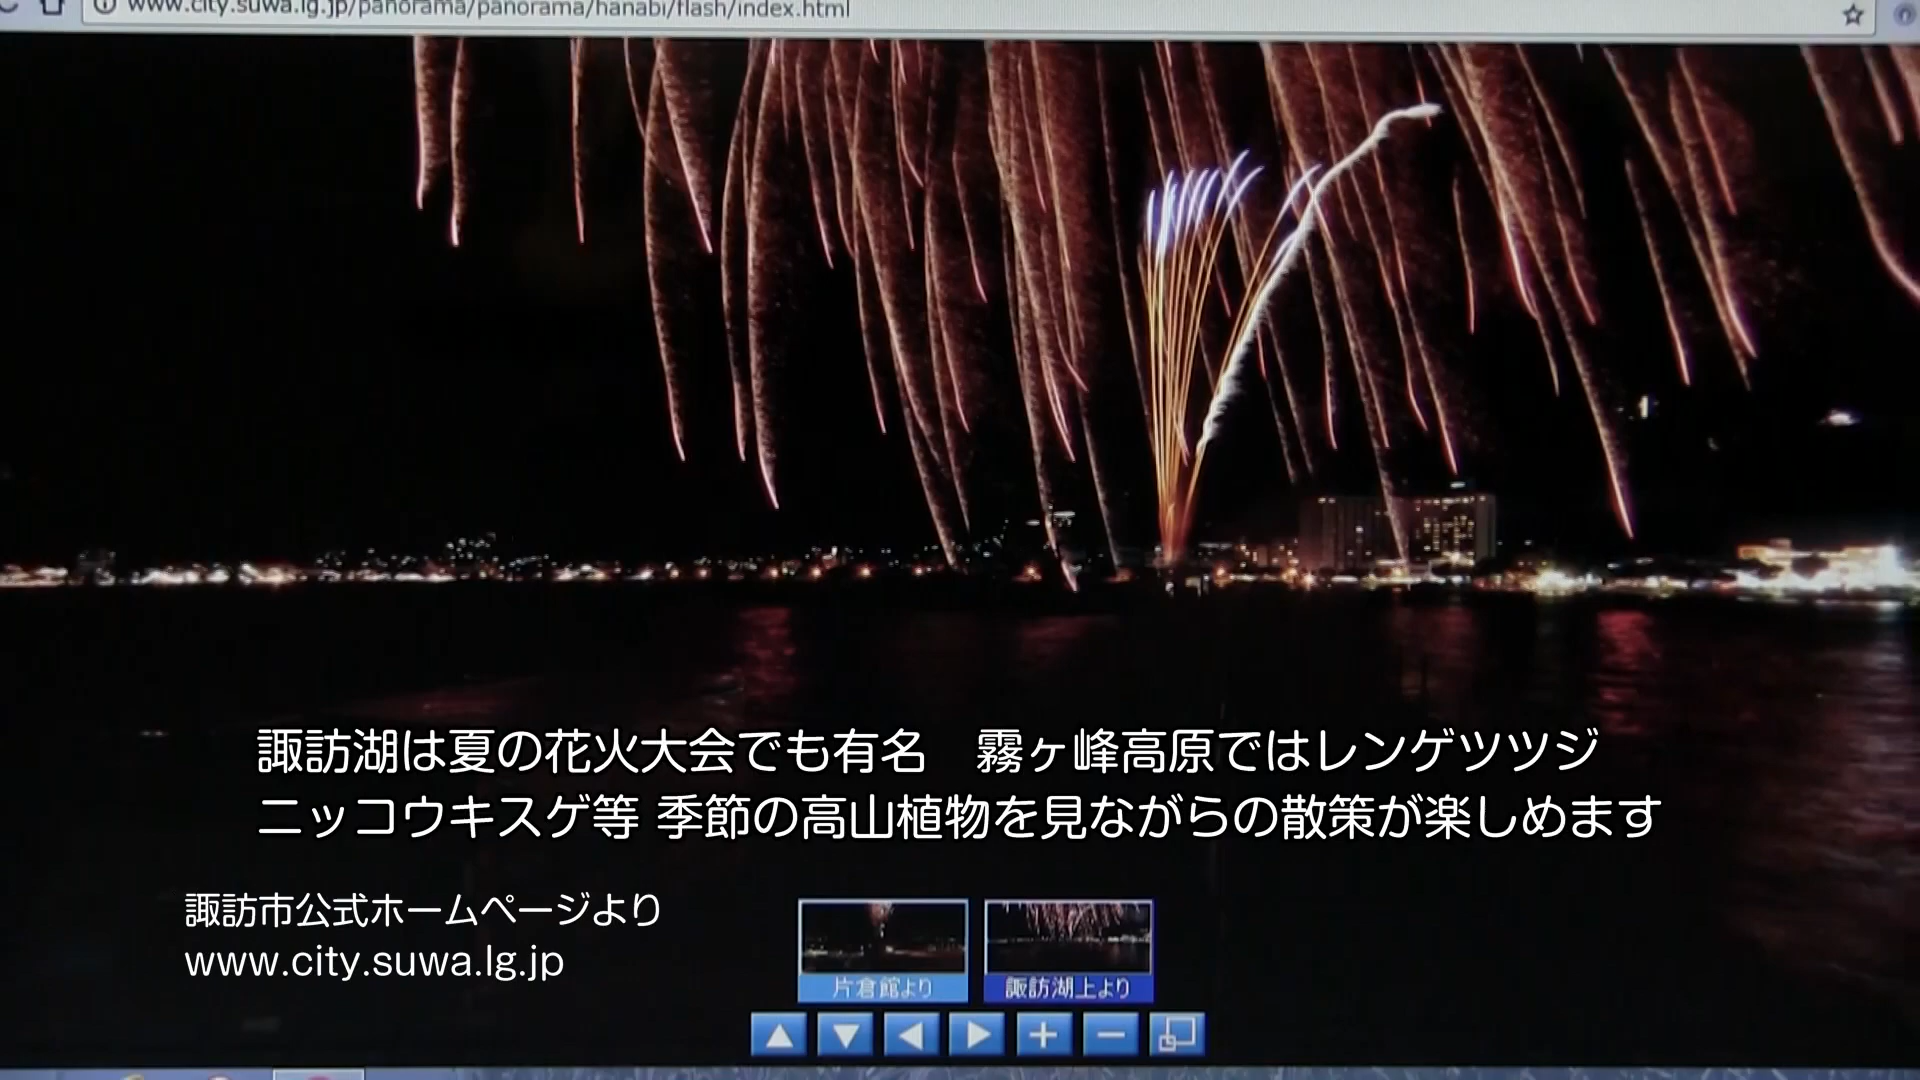 www.city.suwa.lg.jp/panorama/panorama/hanabi/flash/index.html
諏訪湖は夏の花火大会でも有名　霧ヶ峰高原ではレンゲツツジ
ニッコウキスゲ等 季節の高山植物を見ながらの散策が楽しめます
諏訪市公式ホームページより
www.city.suwa.lg.jp
片倉館より
諏訪湖上より